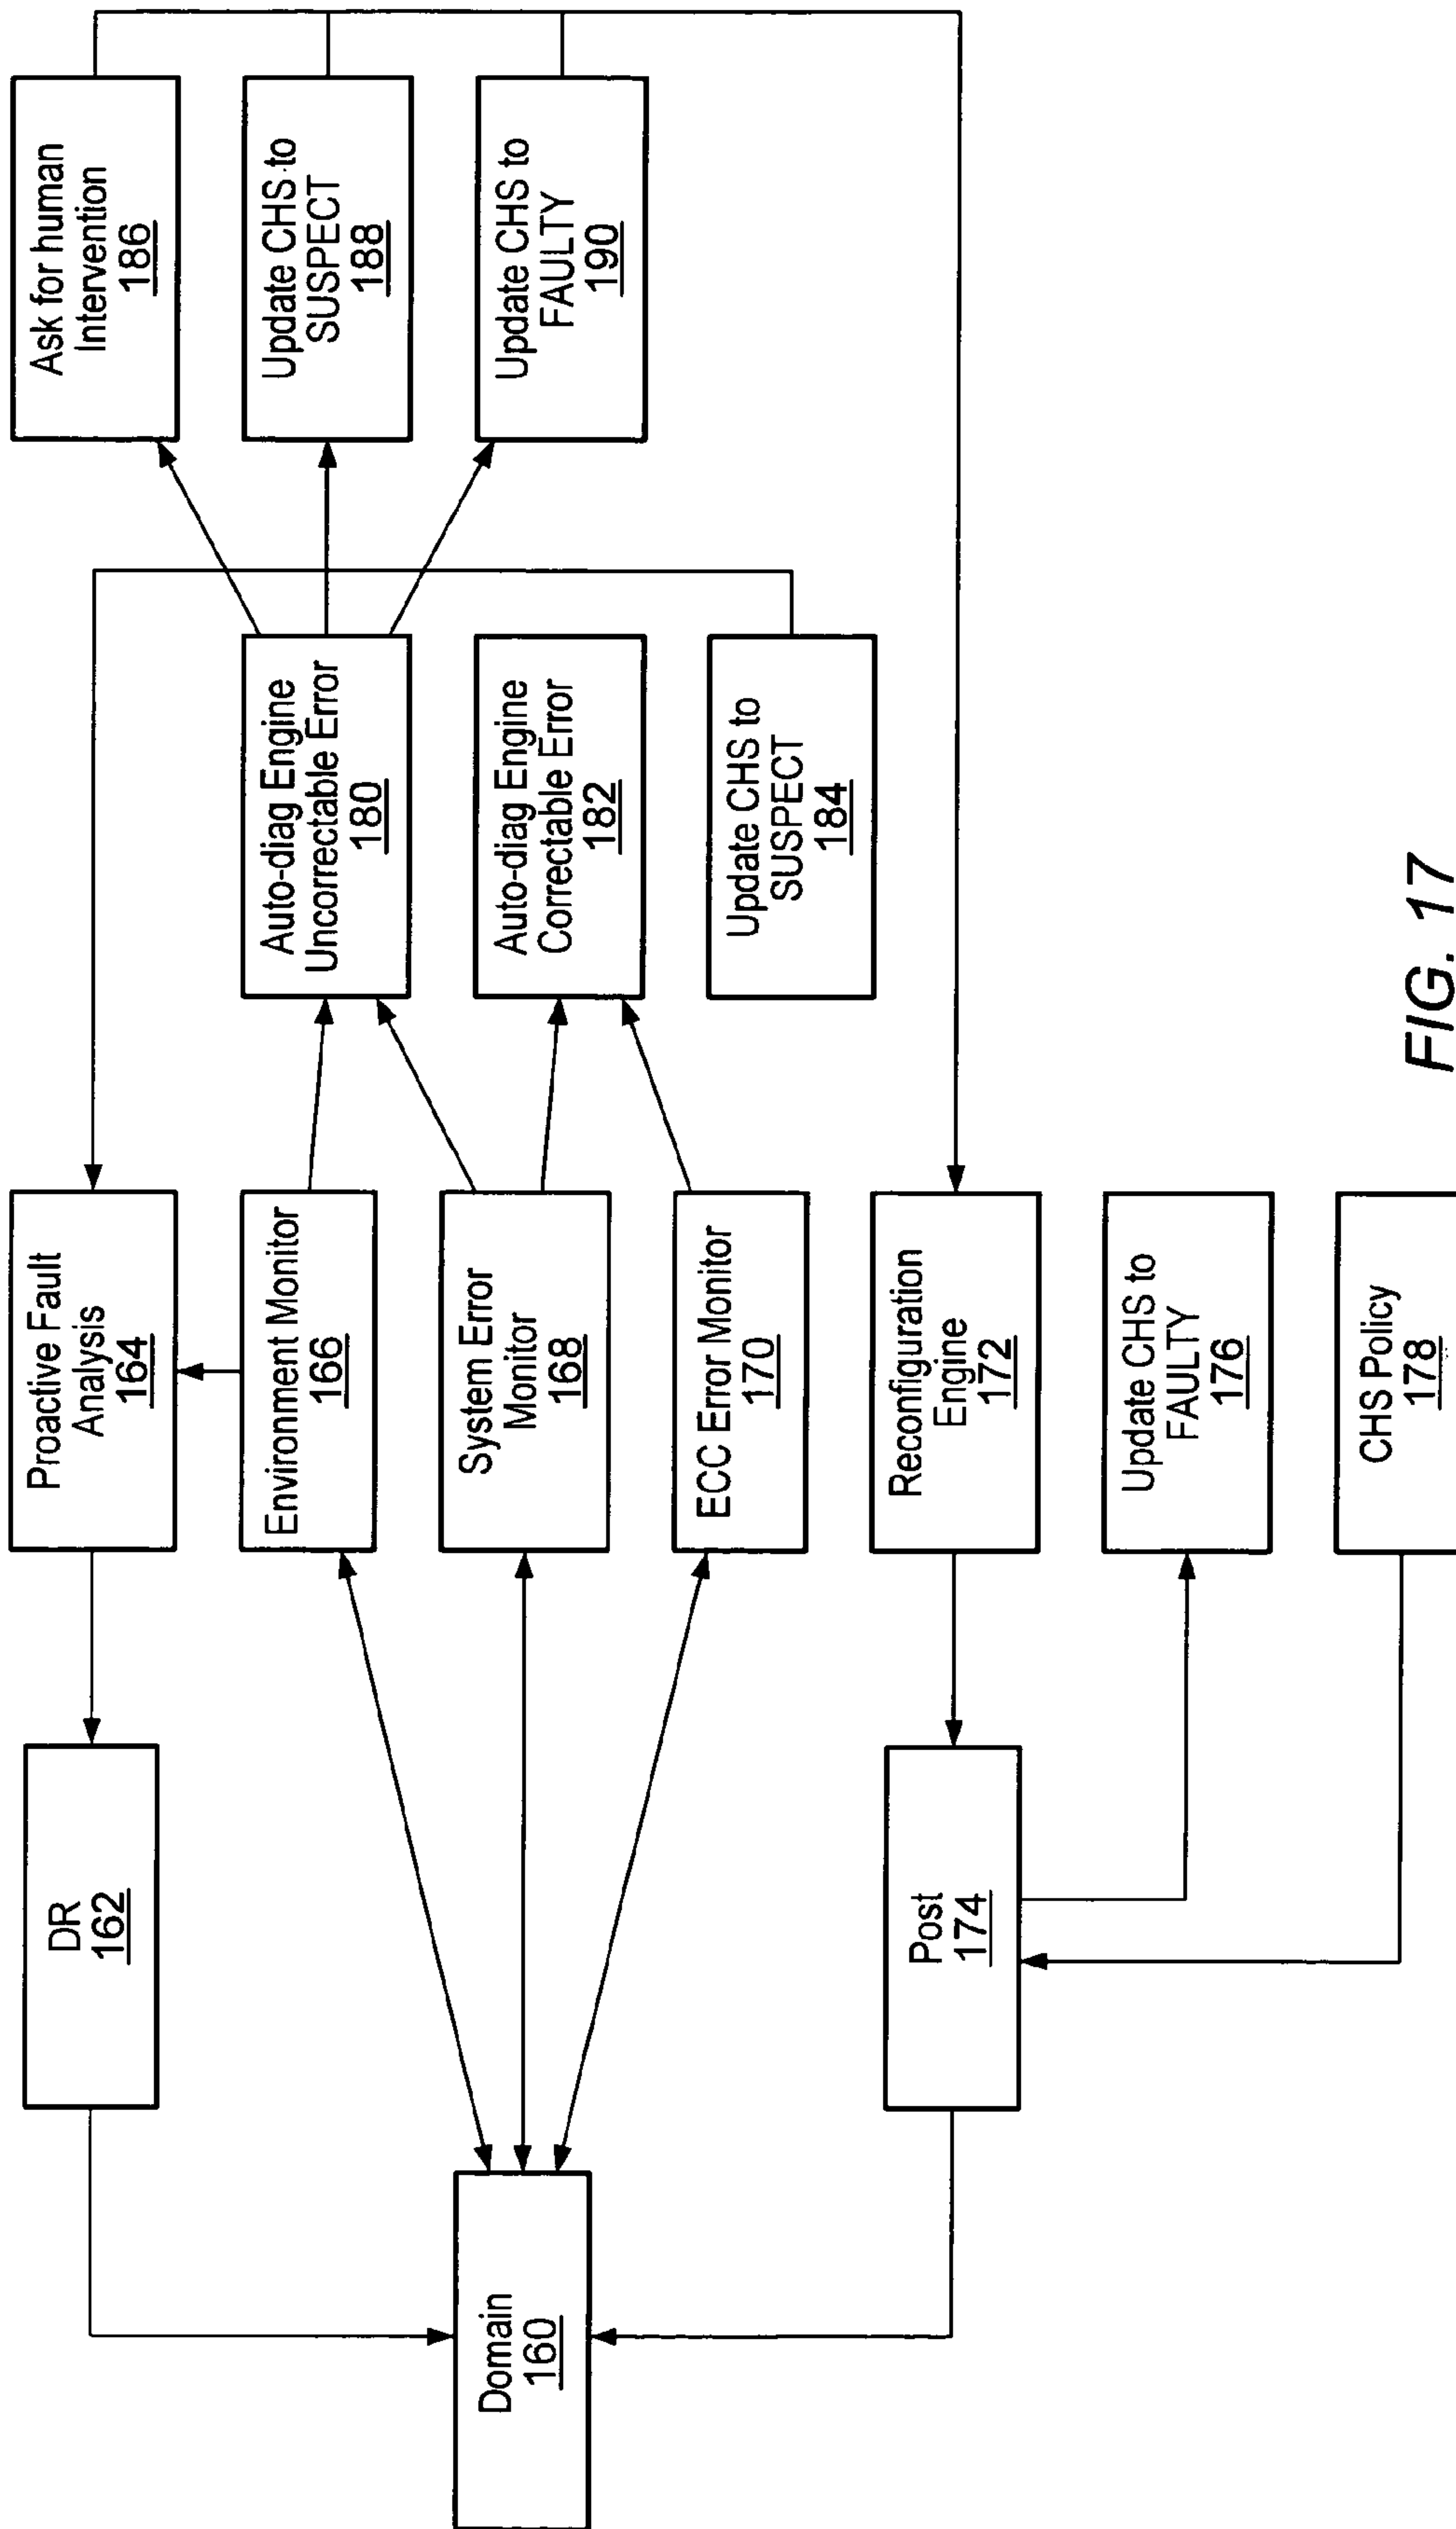 Domain
160
DR
162
Proactive Fault
Analysis
164
Environment Monitor
166
System Error
Monitor
168
ECC Error Monitor
170
Reconfiguration
Engine
172
Post
174
Update CHS to
FAULTY
176
CHS Policy
178
Auto-diag Engine
Uncorrectable Error
180
Auto-diag Engine
Correctable Error
182
Update CHS to
SUSPECT
184
Ask for human
Intervention
186
Update CHS to
SUSPECT
188
Update CHS to
FAULTY
190
FIG. 17